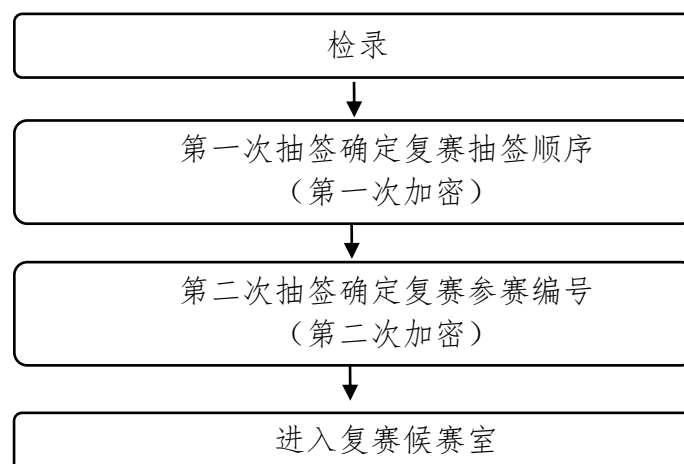 检录
第一次抽签确定复赛抽签顺序
（第一次加密）
第二次抽签确定复赛参赛编号
（第二次加密）
进入复赛候赛室